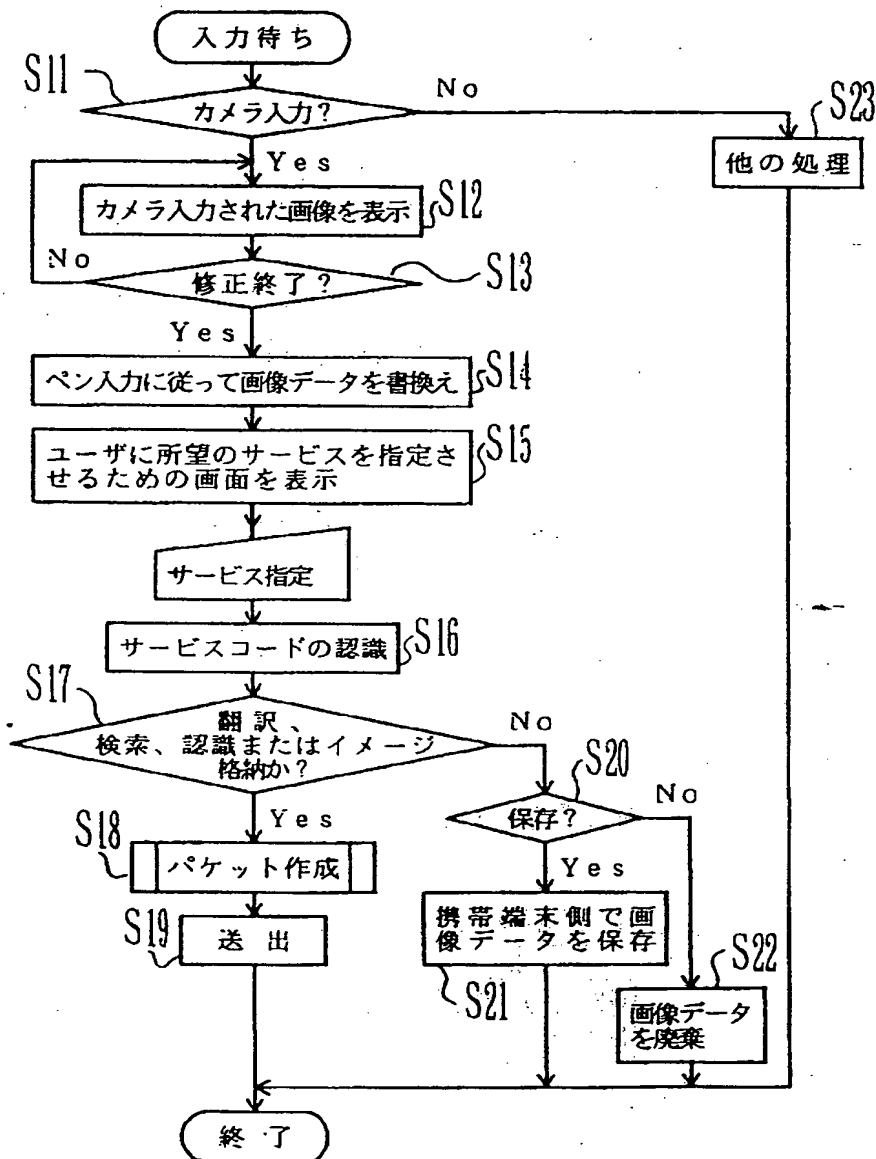 入力待ち
S11
カメラ入力?
No
S23
他の処理
Yes
カメラ入力された画像を表示
S12
No
修正終了?
S13
Yes
ペン入力に従って画像データを書換え
S14
ユーザに所望のサービスを指定さ
せるための画面を表示
S15
サービス指定
サービスコードの認識
S16
S17
翻訳、
検索、認識またはイメージ
格納か?
No
S20
Yes
保存?
No
S18
パケット作成
Yes
S19
送出
携帯端末側で画
像データを保存
S21
S22
画像データ
を廃棄
終了